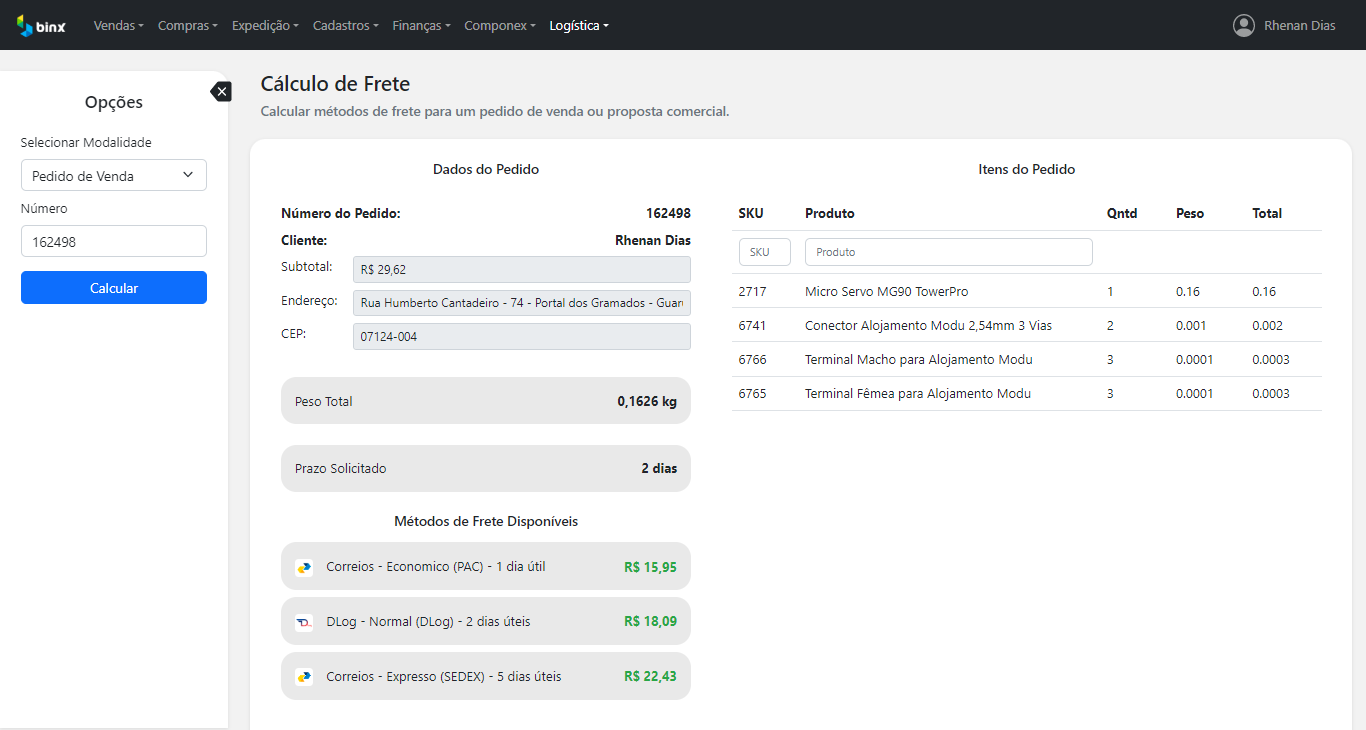 binx Vendas Compras Expedição Cadastros Finanças Componex Logística Rhenan Dias
Opções
Selecionar Modalidade
Pedido de Venda
Número
162498
Calcular
Cálculo de Frete
Calcular métodos de frete para um pedido de venda ou proposta comercial.
Dados do Pedido
Número do Pedido: 162498
Cliente: Rhenan Dias
Subtotal: R$ 29,62
Endereço: Rua Humberto Cantadeiro - 74 - Portal dos Gramados - Guaru
CEP: 07124-004
Peso Total 0,1626 kg
Prazo Solicitado 2 dias
Métodos de Frete Disponíveis
Correios - Economico (PAC) - 1 dia útil R$ 15,95
DLog - Normal (DLog) - 2 dias úteis R$ 18,09
Correios - Expresso (SEDEX) - 5 dias úteis R$ 22,43
Itens do Pedido
SKU Produto Qntd Peso Total
SKU Produto
2717 Micro Servo MG90 TowerPro 1 0.16 0.16
6741 Conector Alojamento Modu 2,54mm 3 Vias 2 0.001 0.002
6766 Terminal Macho para Alojamento Modu 3 0.0001 0.0003
6765 Terminal Fêmea para Alojamento Modu 3 0.0001 0.0003